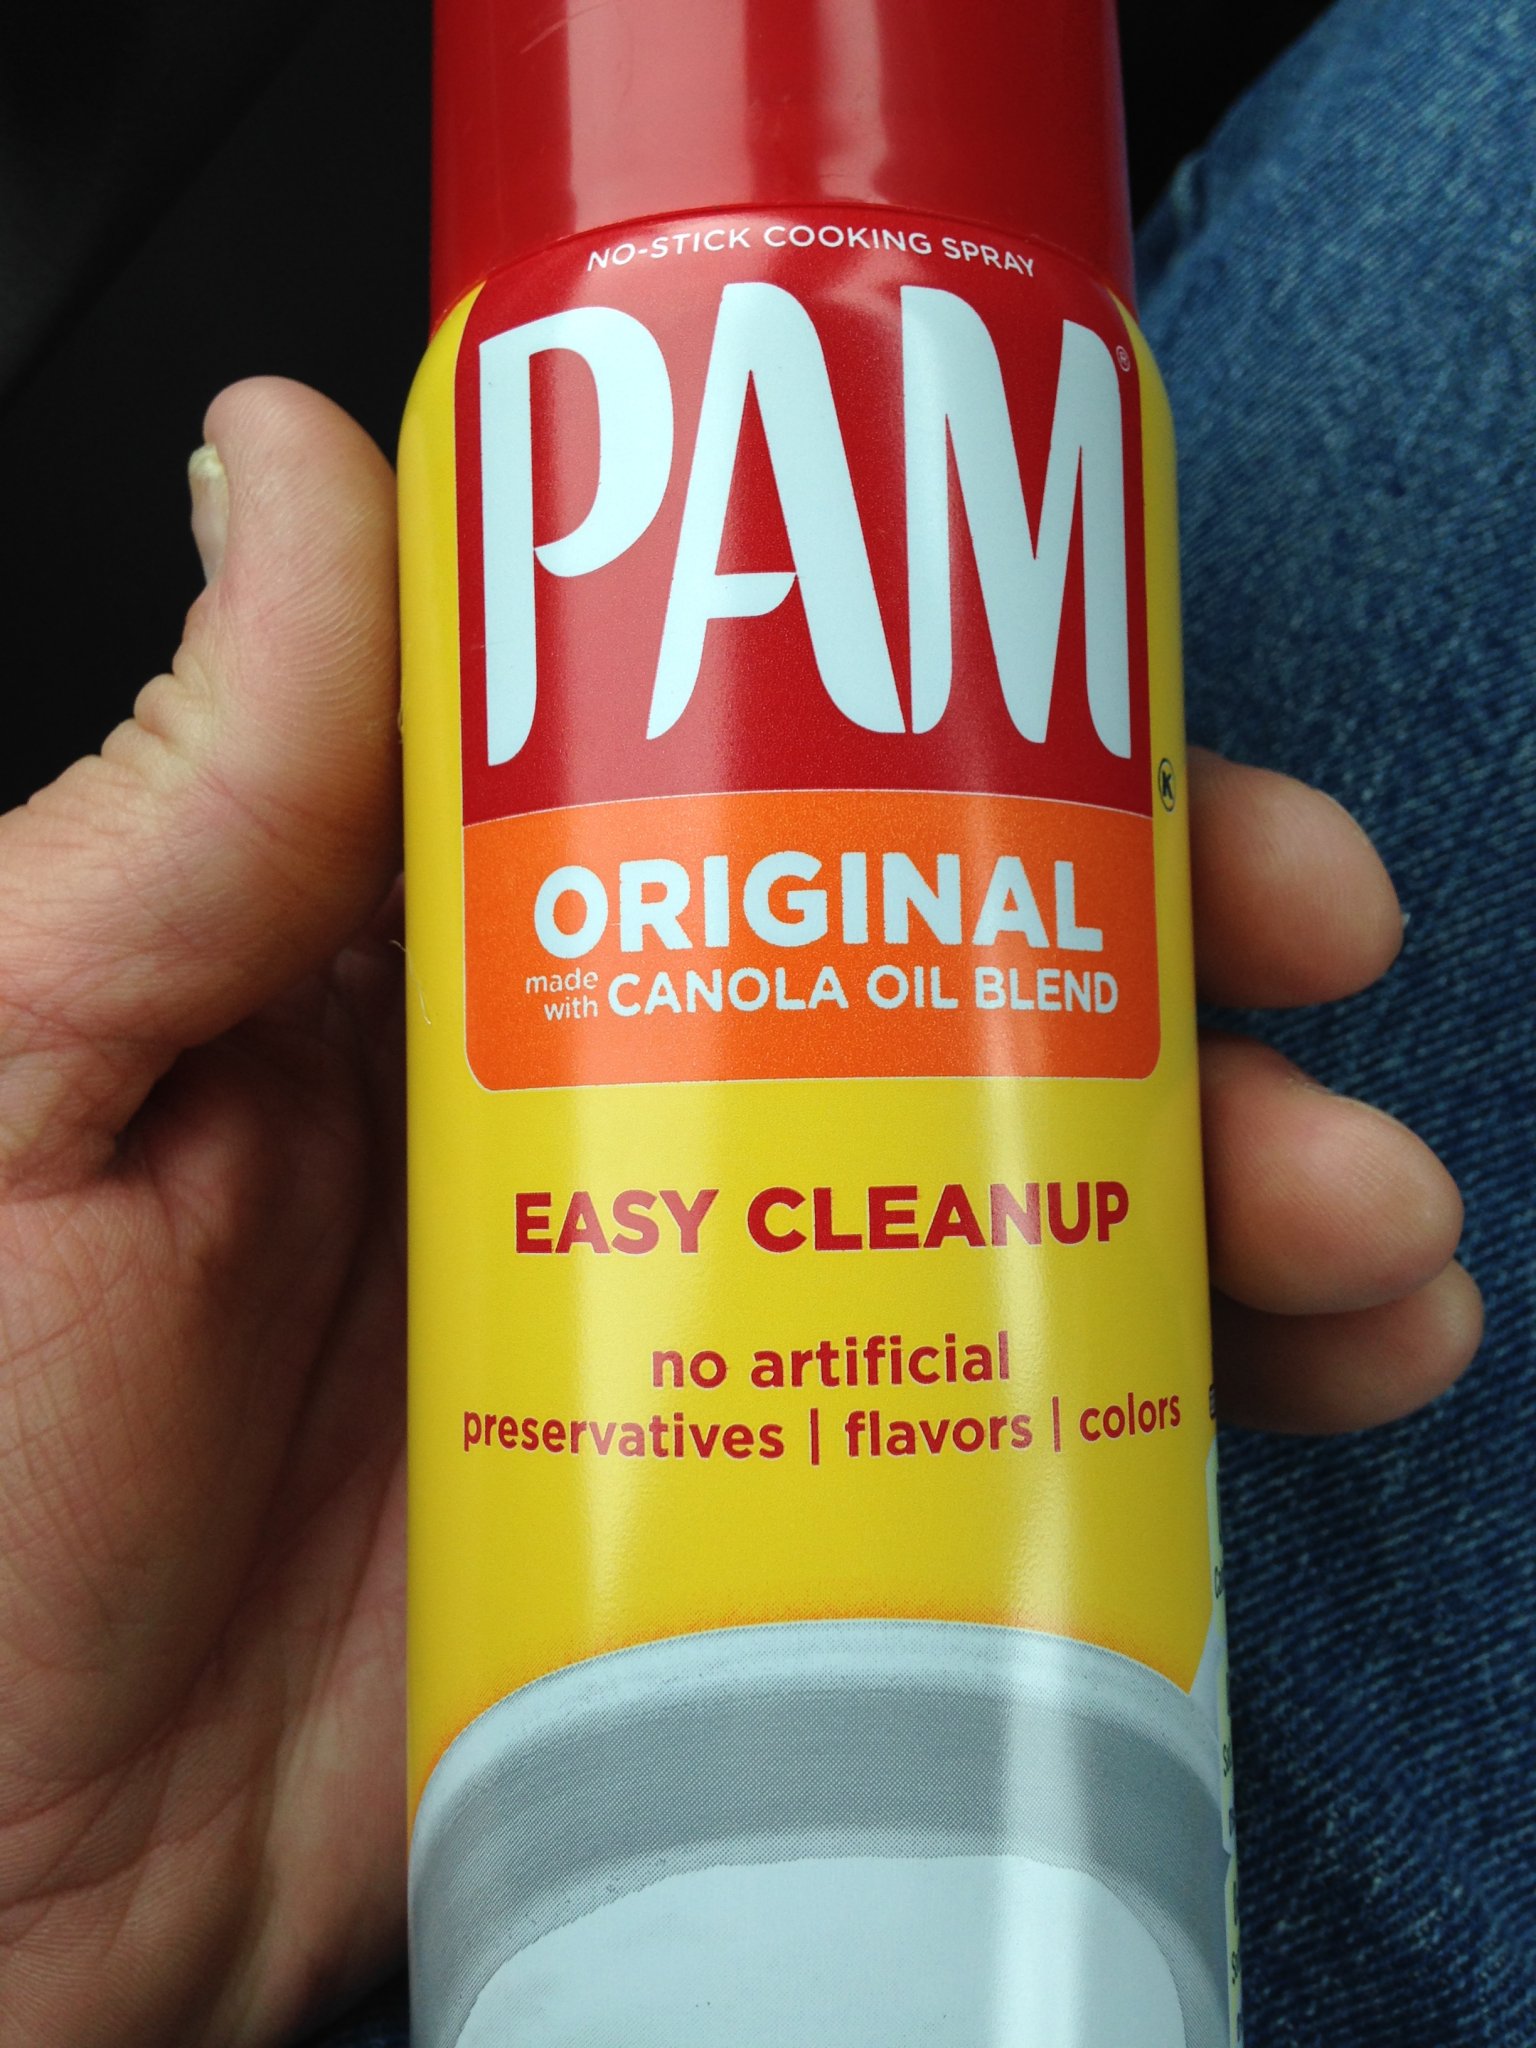 NO-STICK COOKING SPRAY
PAM®
K
ORIGINAL
made with CANOLA OIL BLEND
EASY CLEANUP
no artificial
preservatives | flavors | colors